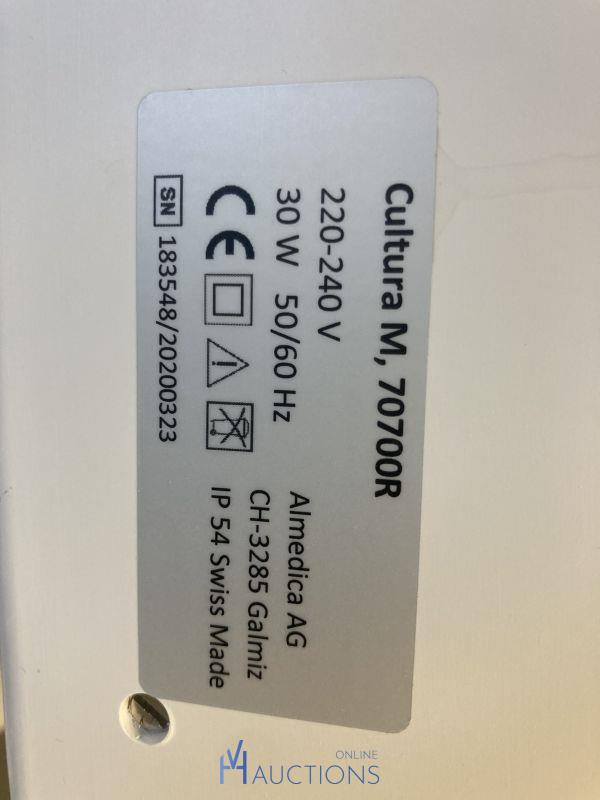 Cultura M, 70700R
220-240 V
30 W 50/60 Hz
Almedica AG
CH-3285 Galmiz
IP 54 Swiss Made
CE
SN 183548/20200323
ONLINE
AUCTIONS